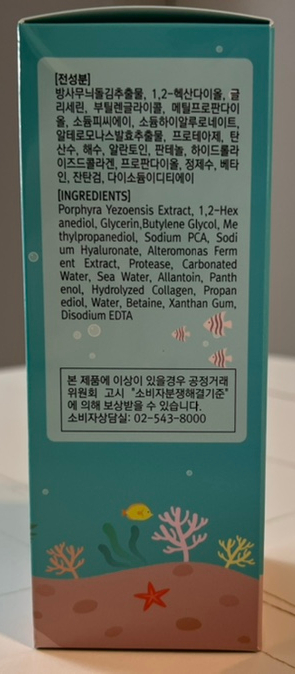 [전성분]
방사무늬돌김추출물, 1,2-헥산다이올, 글
리세린, 부틸렌글라이콜, 메틸프로판다이
올, 소듐피씨에이, 소듐하이알루로네이트,
알테로모나스발효추출물, 프로테아제, 탄
산수, 해수, 알란토인, 판테놀, 하이드롤라
이즈드콜라겐, 프로판다이올, 정제수, 베타
인, 잔탄검, 다이소듐이디티에이
[INGREDIENTS]
Porphyra Yezoensis Extract, 1,2-Hex
anediol, Glycerin,Butylene Glycol, Me
thylpropanediol, Sodium PCA, Sodi
um Hyaluronate, Alteromonas Ferm
ent Extract, Protease, Carbonated
Water, Sea Water, Allantoin, Panth
enol, Hydrolyzed Collagen, Propan
ediol, Water, Betaine, Xanthan Gum,
Disodium EDTA
본 제품에 이상이 있을경우 공정거래
위원회 고시 "소비자분쟁해결기준"
에 의해 보상받을 수 있습니다.
소비자상담실: 02-543-8000